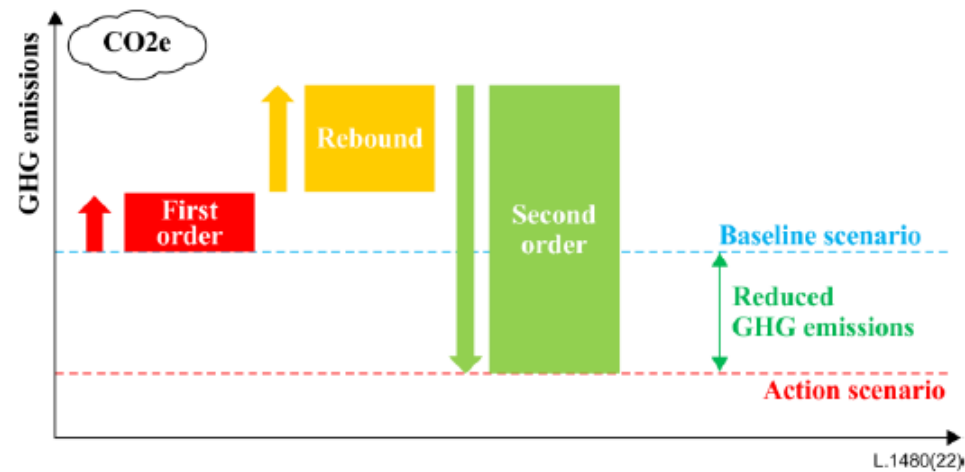 CO2e
GHG emissions
Rebound
First
order
Second
order
Baseline scenario
Reduced
GHG emissions
Action scenario
L.1480(22)